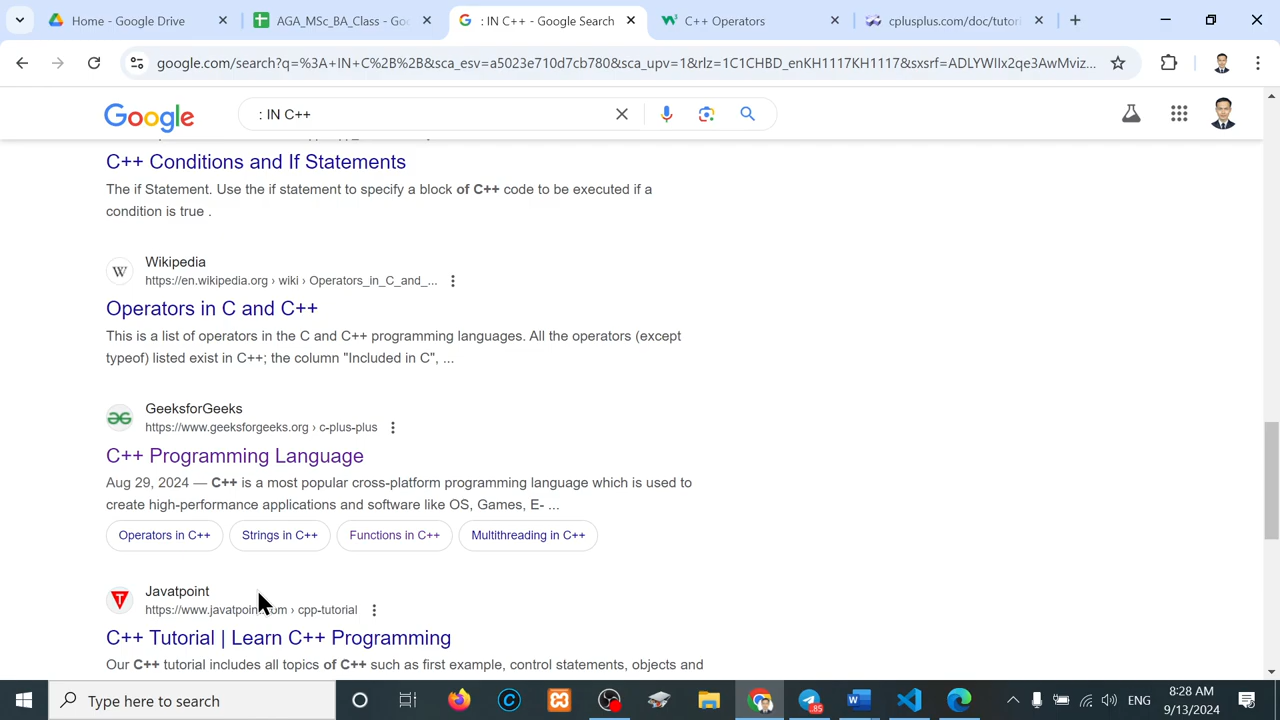 Home - Google Drive
AGA_MSc_BA_Class - Goo
: IN C++ - Google Search
C++ Operators
cplusplus.com/doc/tutori
google.com/search?q=%3A+IN+C%2B%2B&sca_esv=a5023e710d7cb780&sca_upv=1&rlz=1C1CHBD_enKH1117KH1117&sxsrf=ADLYWIIx2qe3AwMviz...
Google
: IN C++
C++ Conditions and If Statements
The if Statement. Use the if statement to specify a block of C++ code to be executed if a
condition is true .
W
Wikipedia
https://en.wikipedia.org › wiki › Operators_in_C_and_...
Operators in C and C++
This is a list of operators in the C and C++ programming languages. All the operators (except
typeof) listed exist in C++; the column "Included in C", ...
GeeksforGeeks
https://www.geeksforgeeks.org › c-plus-plus
C++ Programming Language
Aug 29, 2024 — C++ is a most popular cross-platform programming language which is used to
create high-performance applications and software like OS, Games, E- ...
Operators in C++
Strings in C++
Functions in C++
Multithreading in C++
Javatpoint
https://www.javatpoint.com › cpp-tutorial
C++ Tutorial | Learn C++ Programming
Our C++ tutorial includes all topics of C++ such as first example, control statements, objects and
Type here to search
ENG
8:28 AM
9/13/2024